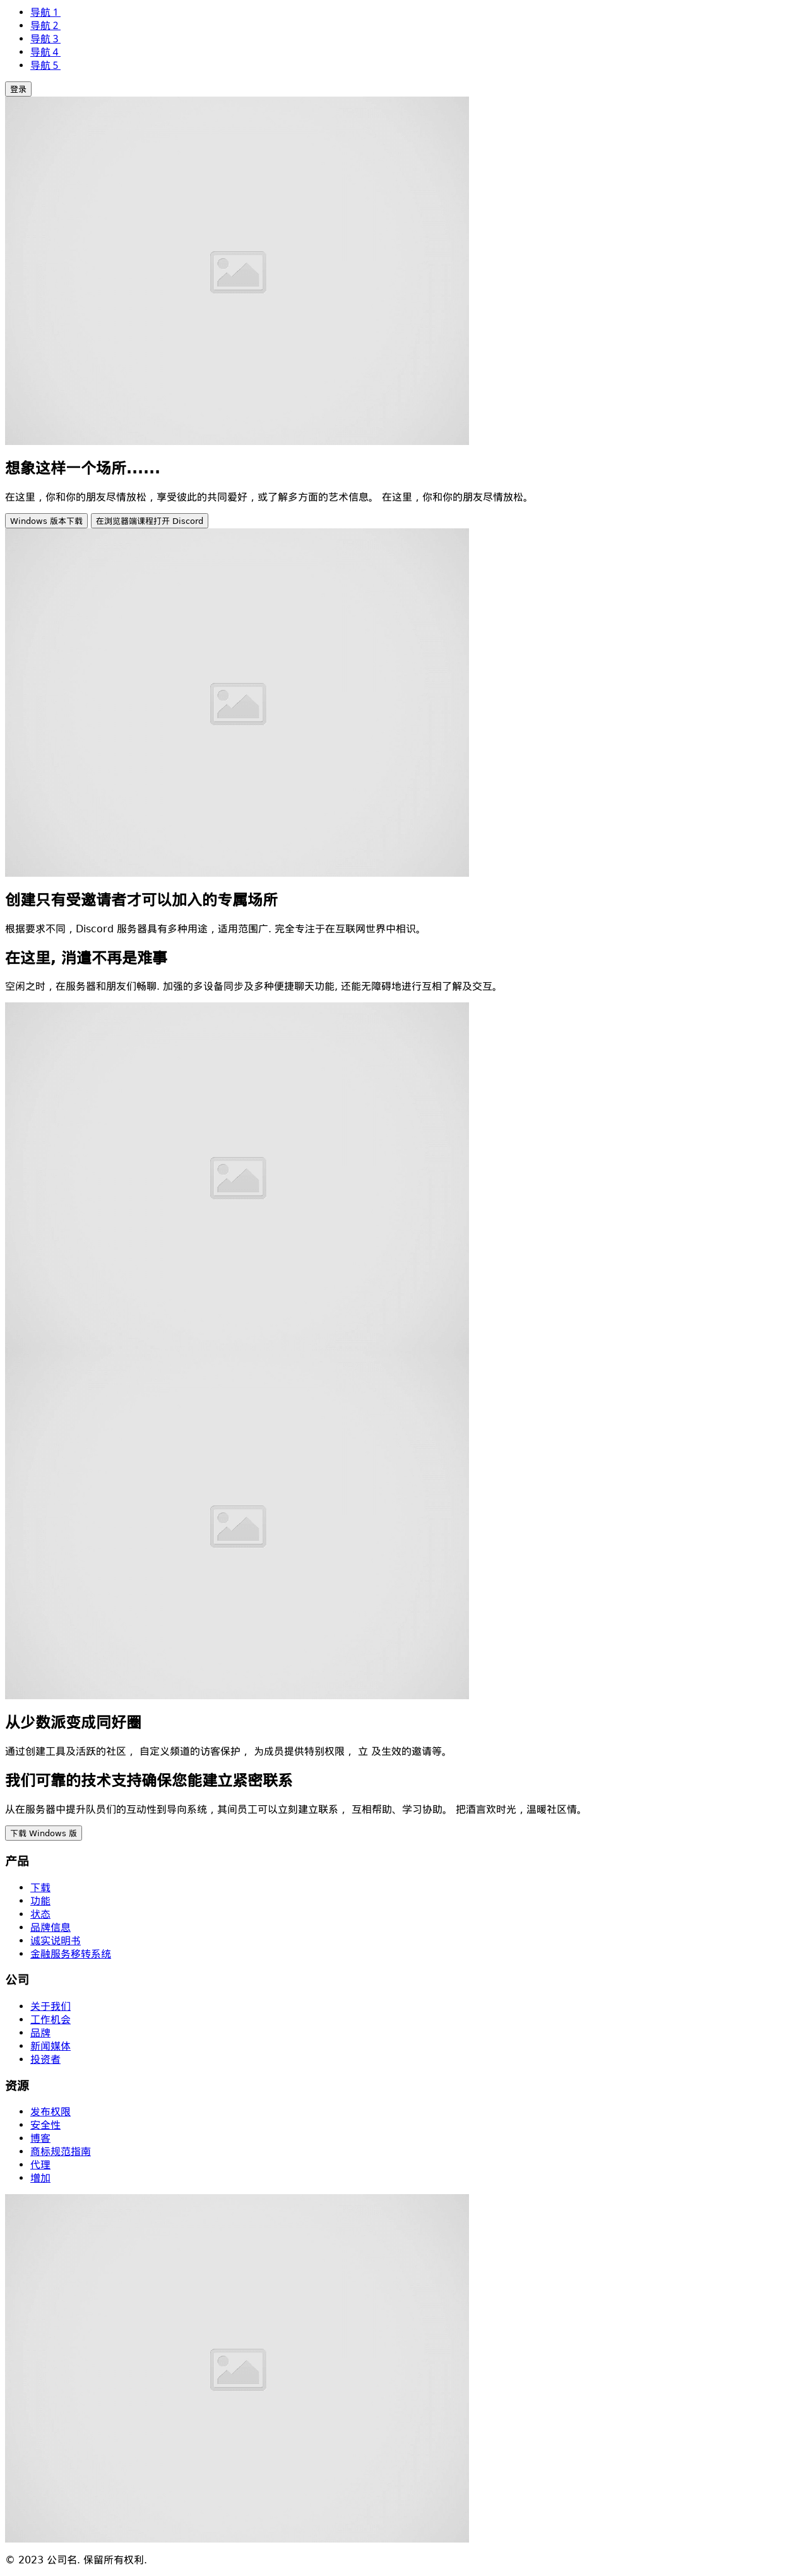 导航 1
导航 2
导航 3
导航 4
导航 5
登录
想象这样一个场所......
在这里，你和你的朋友尽情放松，享受彼此的共同爱好，或了解多方面的艺术信息。 在这里，你和你的朋友尽情放松。
Windows 版本下载 在浏览器端课程打开 Discord
创建只有受邀请者才可以加入的专属场所
根据要求不同，Discord 服务器具有多种用途，适用范围广. 完全专注于在互联网世界中相识。
在这里, 消遣不再是难事
空闲之时，在服务器和朋友们畅聊. 加强的多设备同步及多种便捷聊天功能, 还能无障碍地进行互相了解及交互。
从少数派变成同好圈
通过创建工具及活跃的社区， 自定义频道的访客保护， 为成员提供特别权限， 立 及生效的邀请等。
我们可靠的技术支持确保您能建立紧密联系
从在服务器中提升队员们的互动性到导向系统，其间员工可以立刻建立联系， 互相帮助、学习协助。 把酒言欢时光，温暖社区情。
下载 Windows 版
产品
下载
功能
状态
品牌信息
诚实说明书
金融服务移转系统
公司
关于我们
工作机会
品牌
新闻媒体
投资者
资源
发布权限
安全性
博客
商标规范指南
代理
增加
© 2023 公司名. 保留所有权利.